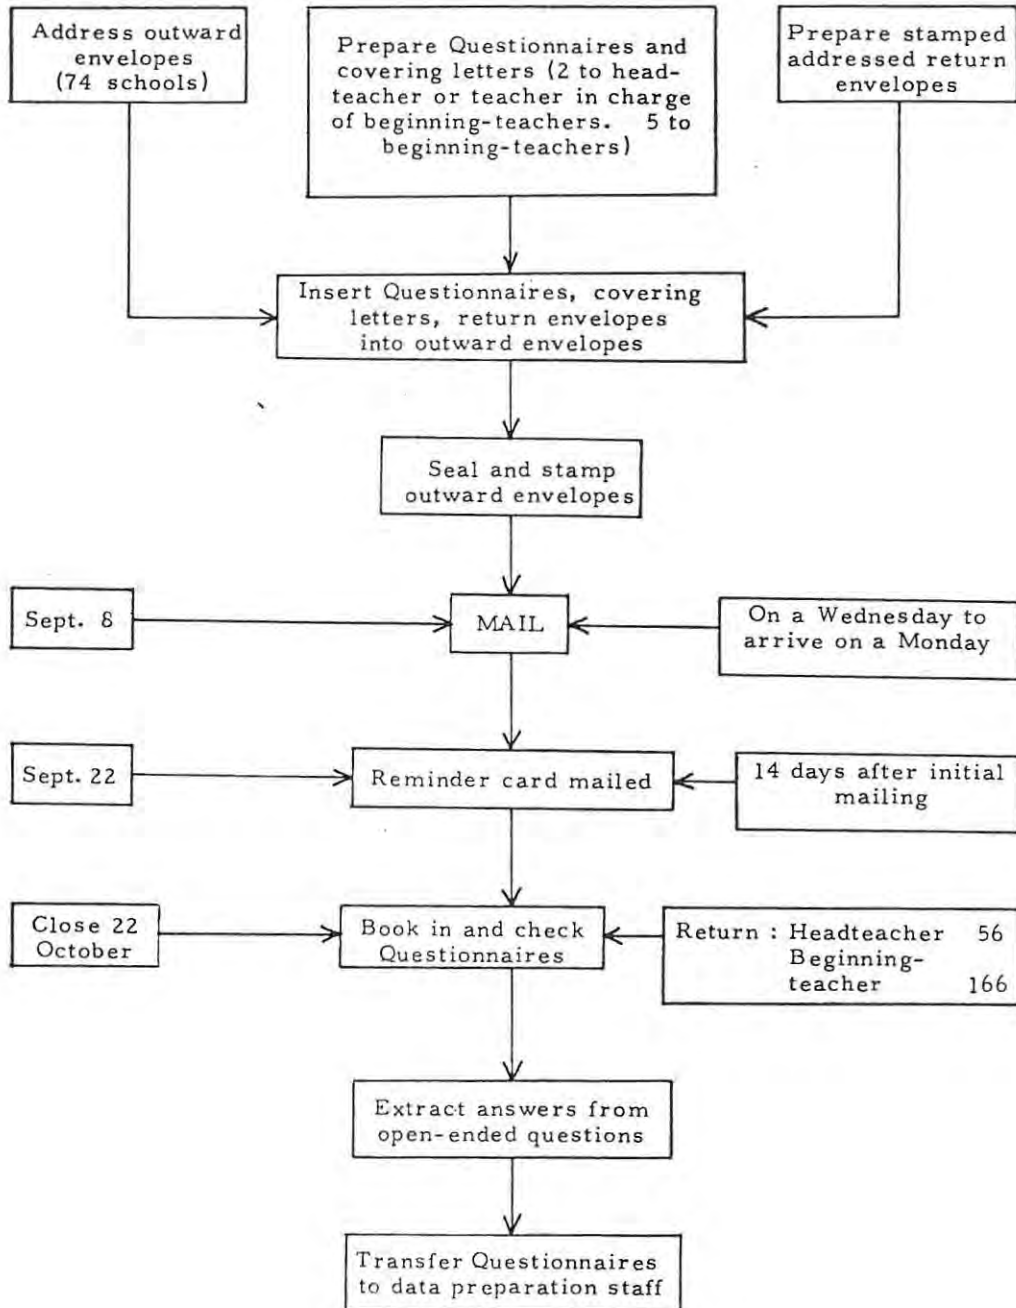 Address outward
envelopes
(74 schools)
Prepare Questionnaires and
covering letters (2 to head-
teacher or teacher in charge
of beginning-teachers. 5 to
beginning-teachers)
Prepare stamped
addressed return
envelopes
Insert Questionnaires, covering
letters, return envelopes
into outward envelopes
Seal and stamp
outward envelopes
Sept. 8
MAIL
On a Wednesday to
arrive on a Monday
Sept. 22
Reminder card mailed
14 days after initial
mailing
Close 22
October
Book in and check
Questionnaires
Return : Headteacher 56
Beginning-
teacher 166
Extract answers from
open-ended questions
Transfer Questionnaires
to data preparation staff